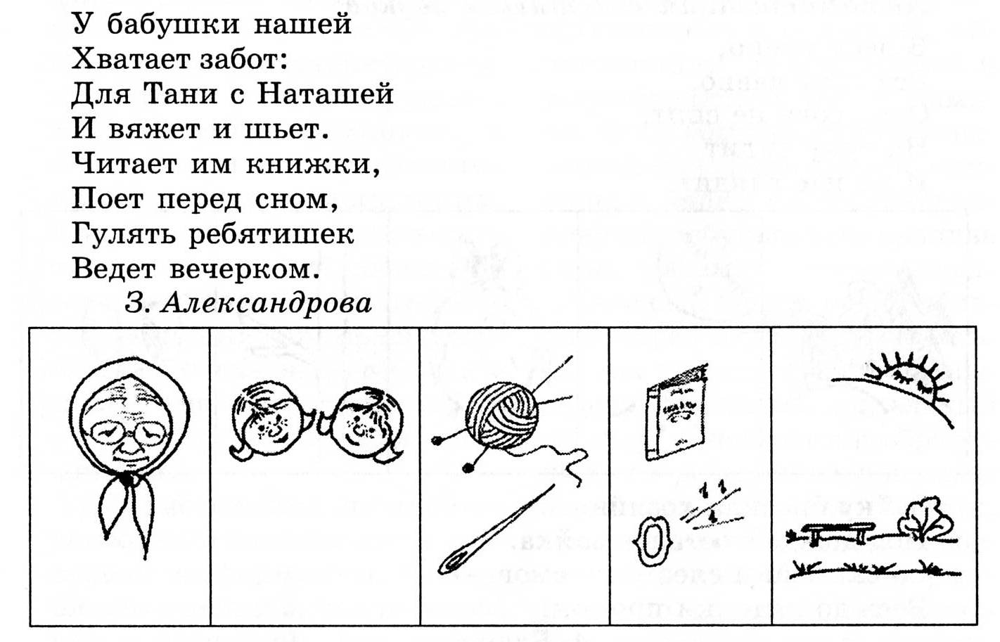 У бабушки нашей
Хватает забот:
Для Тани с Наташей
И вяжет и шьет.
Читает им книжки,
Поет перед сном,
Гулять ребятишек
Ведет вечерком.
З. Александрова